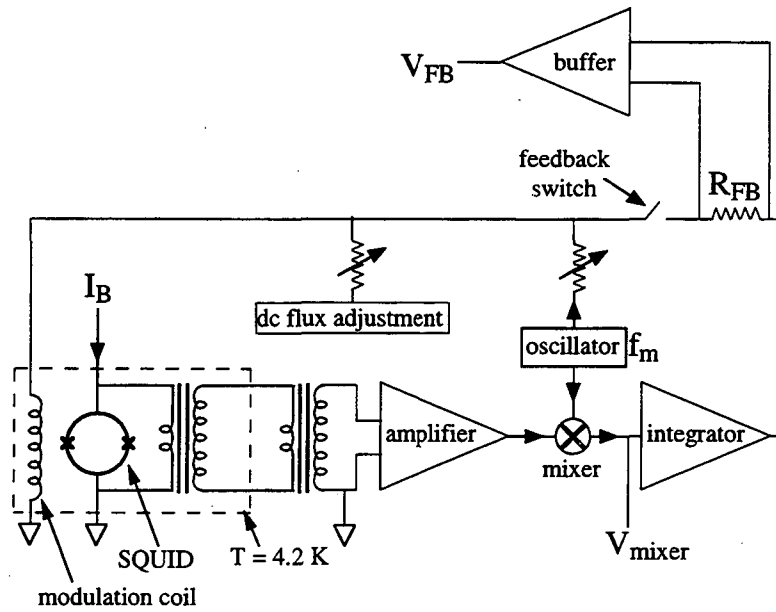 V_FB
buffer
feedback
switch
R_FB
I_B
dc flux adjustment
oscillator
f_m
amplifier
mixer
integrator
SQUID
T = 4.2 K
V_mixer
modulation coil